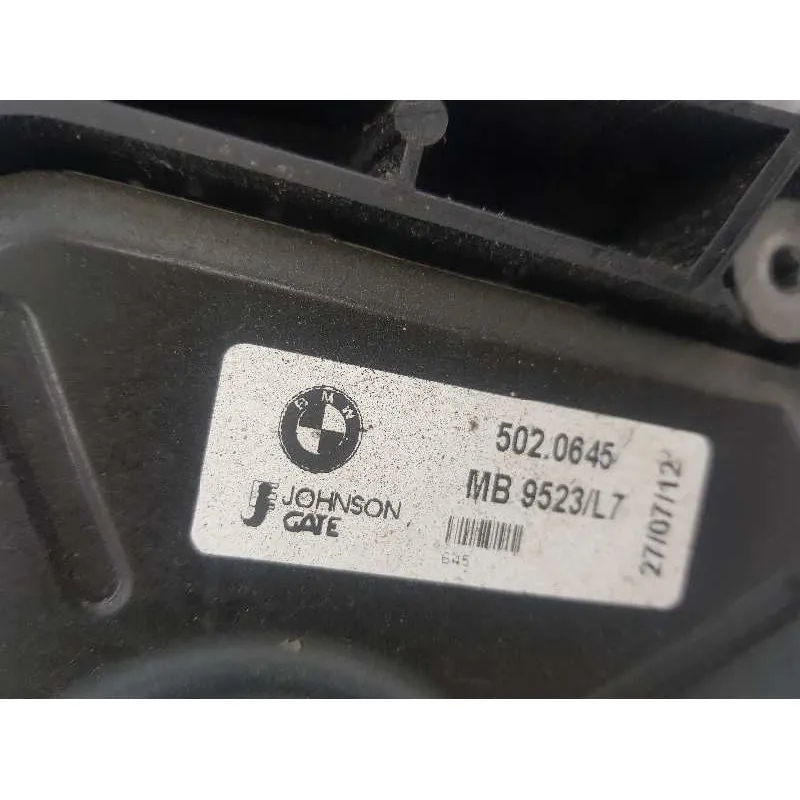 BMW
JOHNSON
GATE
502.0645
MB 9523/L7
645
27/07/12